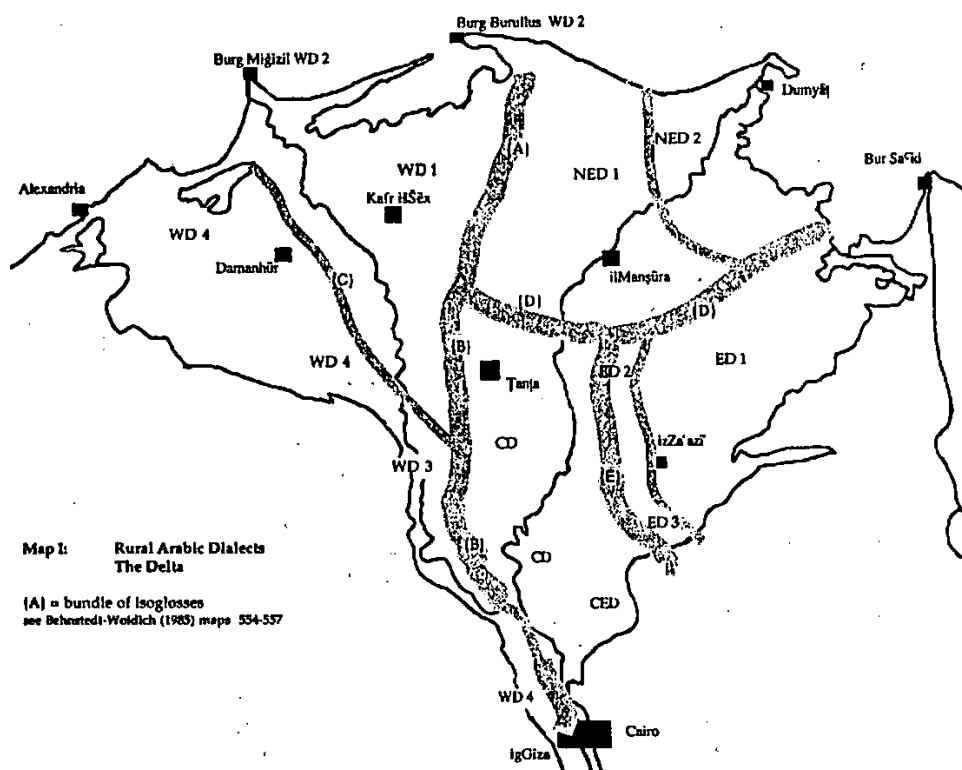 Burg Burullus WD 2
Burg Miġizil WD 2
Dumyāṭ
NED 2
(A)
WD 1
NED 1
Bur Saʿid
Alexandria
Kafr iššēx
WD 4
Damanhūr
ilManṣūra
(C)
(D)
(D)
(B)
WD 4
ED 2
ED 1
Ṭanṭa
CD
izZaʾaziʾ
WD 3
(E)
ED 3
(B)
CD
CED
Map I: Rural Arabic Dialects
The Delta
(A) = bundle of isoglosses
see Behnstedt-Woidich (1985) maps 554-557
WD 4
Cairo
igGiza